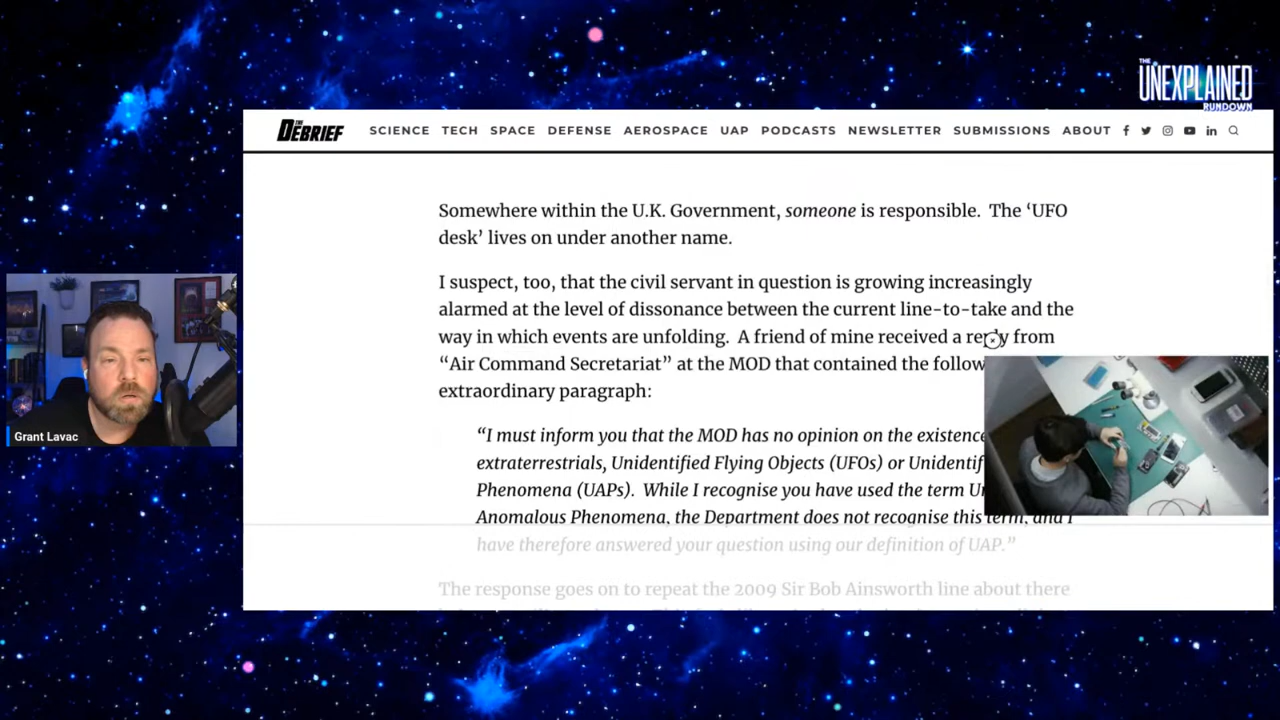 THE
UNEXPLAINED
RUNDOWN
THE
DEBRIEF
SCIENCE TECH SPACE DEFENSE AEROSPACE UAP PODCASTS NEWSLETTER SUBMISSIONS ABOUT
Somewhere within the U.K. Government, someone is responsible. The ‘UFO
desk’ lives on under another name.
I suspect, too, that the civil servant in question is growing increasingly
alarmed at the level of dissonance between the current line-to-take and the
way in which events are unfolding. A friend of mine received a reply from
“Air Command Secretariat” at the MOD that contained the follow
extraordinary paragraph:
“I must inform you that the MOD has no opinion on the existence
extraterrestrials, Unidentified Flying Objects (UFOs) or Unidentif
Phenomena (UAPs). While I recognise you have used the term Un
Anomalous Phenomena, the Department does not recognise this term, and I
have therefore answered your question using our definition of UAP.”
The response goes on to repeat the 2009 Sir Bob Ainsworth line about there
Grant Lavac